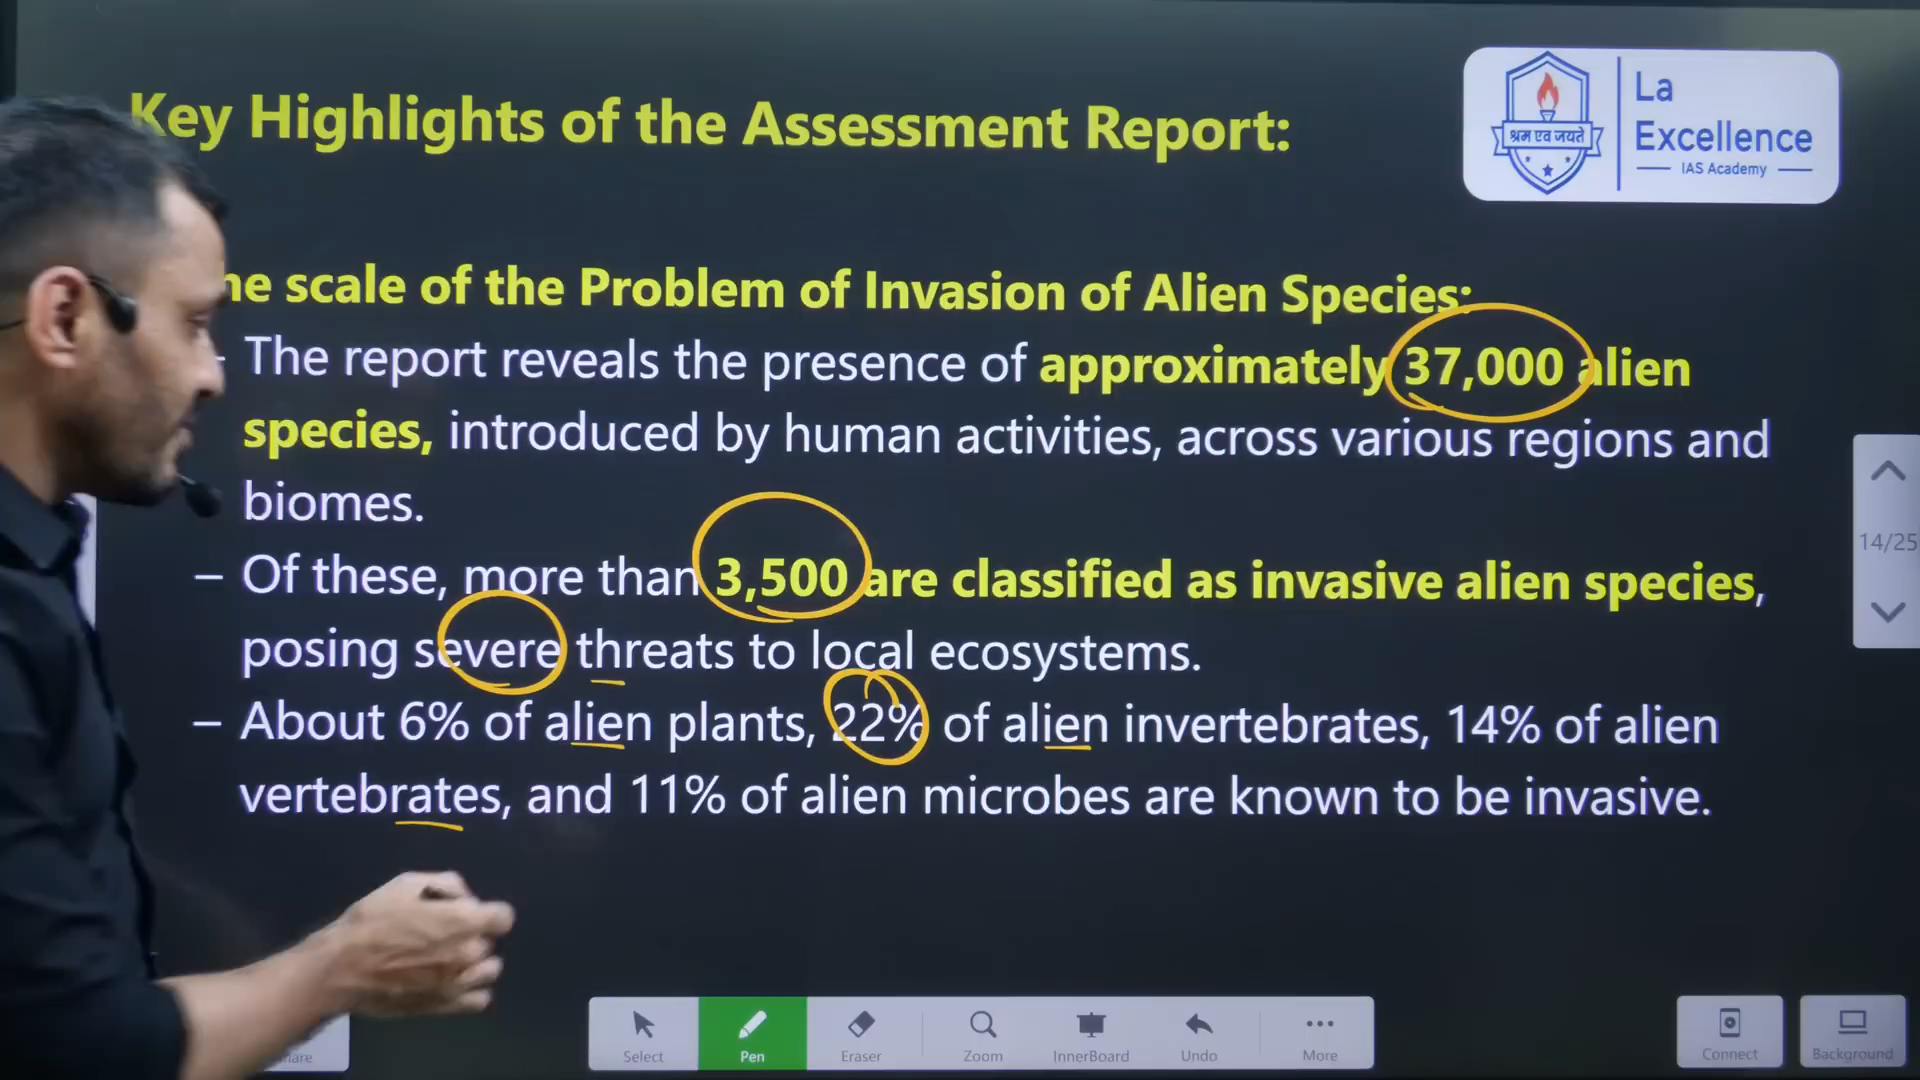 Key Highlights of the Assessment Report:
La
Excellence
IAS Academy
श्रम एव जयते
he scale of the Problem of Invasion of Alien Species:
- The report reveals the presence of approximately 37,000 alien
species, introduced by human activities, across various regions and
biomes.
– Of these, more than 3,500 are classified as invasive alien species,
posing severe threats to local ecosystems.
– About 6% of alien plants, 22% of alien invertebrates, 14% of alien
vertebrates, and 11% of alien microbes are known to be invasive.
14/25
hare
Select
Pen
Eraser
Zoom
InnerBoard
Undo
More
Connect
Background